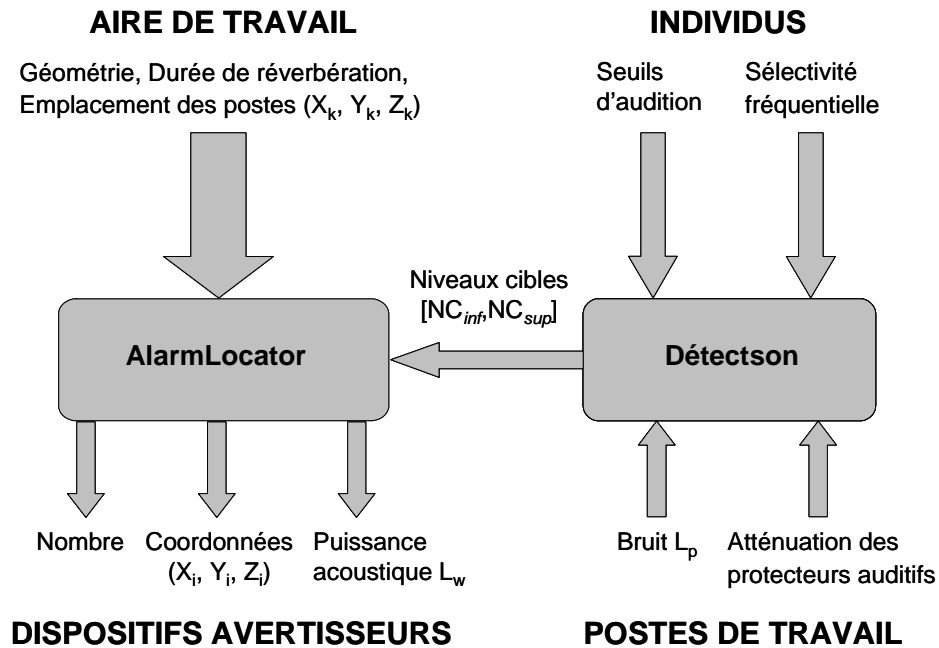 AIRE DE TRAVAIL
Géométrie, Durée de réverbération,
Emplacement des postes (Xk, Yk, Zk)
INDIVIDUS
Seuils
d'audition
Sélectivité
fréquentielle
Niveaux cibles
[NCinf,NCsup]
AlarmLocator
Détectson
Nombre
Coordonnées
(Xi, Yi, Zi)
Puissance
acoustique Lw
Bruit Lp
Atténuation des
protecteurs auditifs
DISPOSITIFS AVERTISSEURS
POSTES DE TRAVAIL